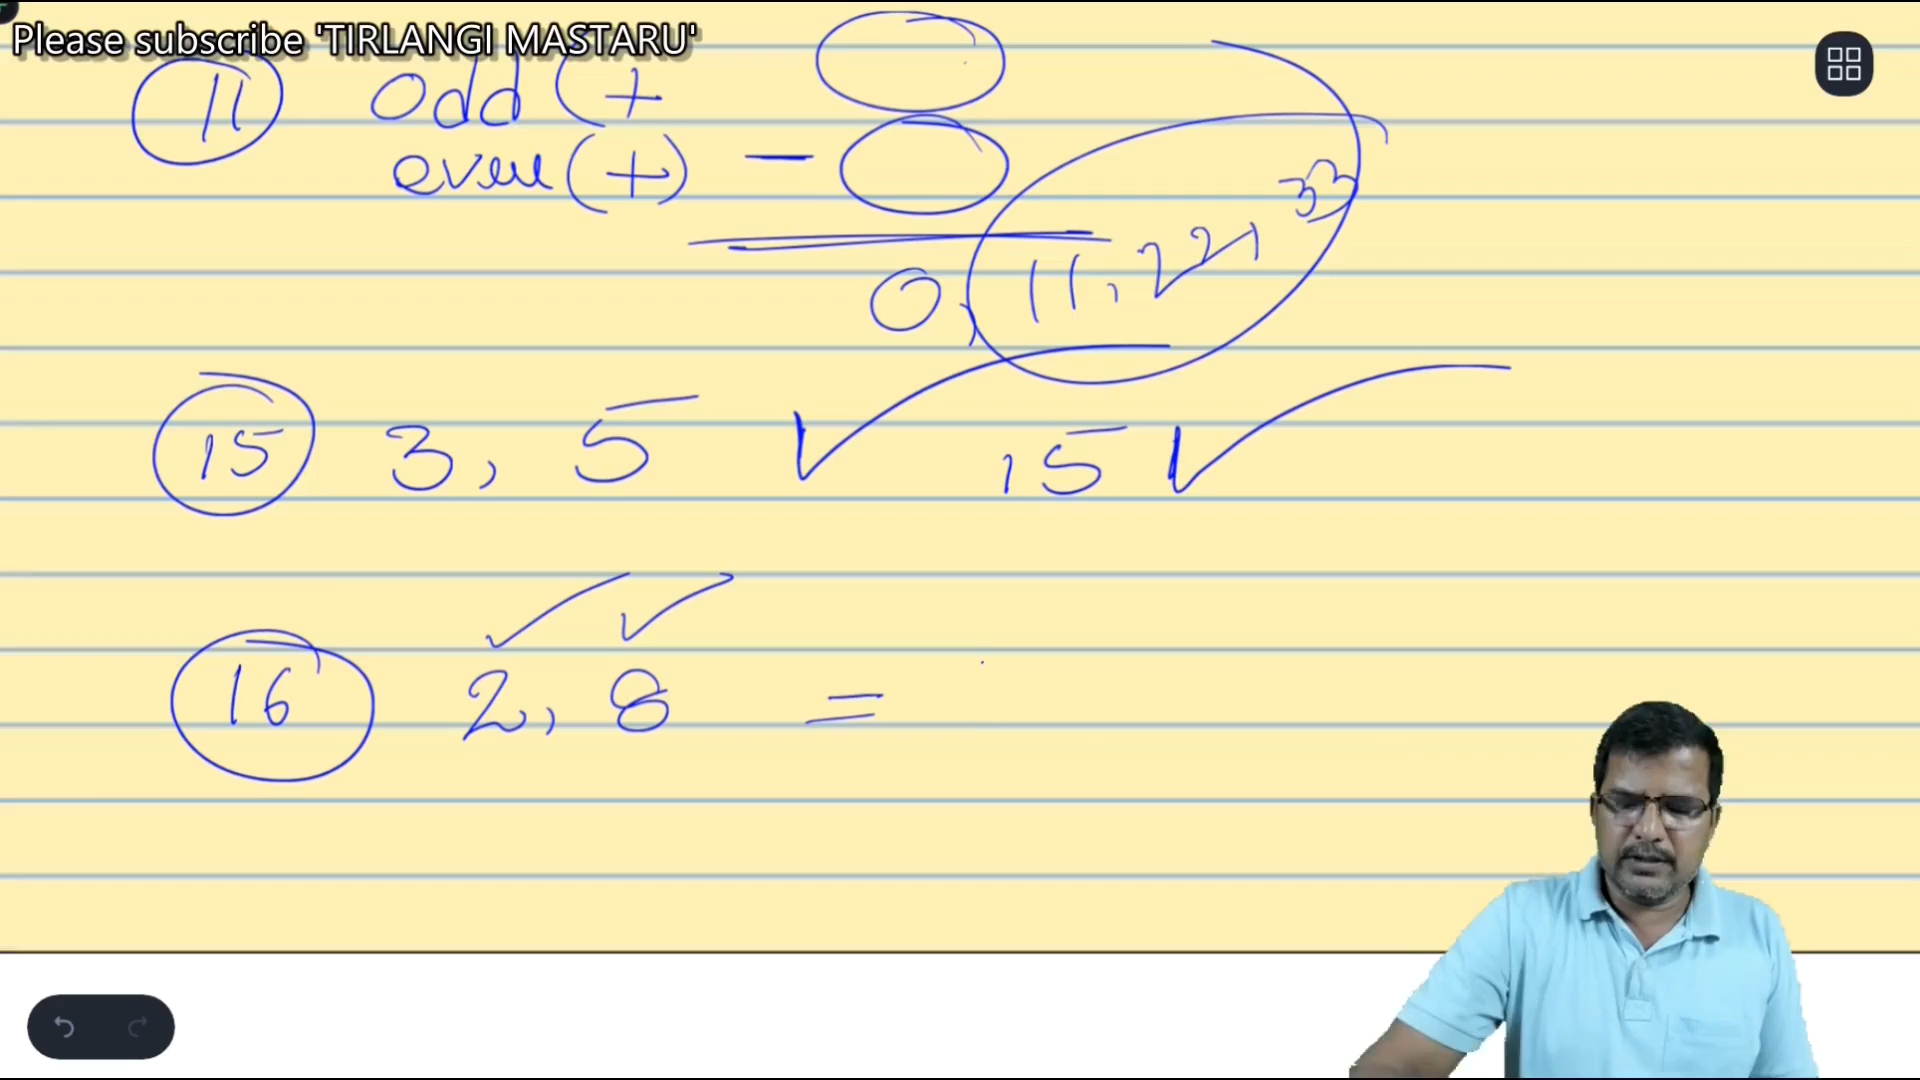 Please subscribe 'TIRLANGI MASTARU'
11 odd (+
even (+) -
0, 11, 22, 33
15 3, 5 ✓ 15 ✓
✓ ✓
16 2, 8 =